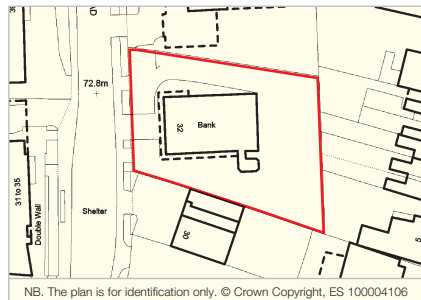 72.8m
32
Bank
31 to 35
Double Wall
Shelter
30
5
NB. The plan is for identification only. © Crown Copyright, ES 100004106